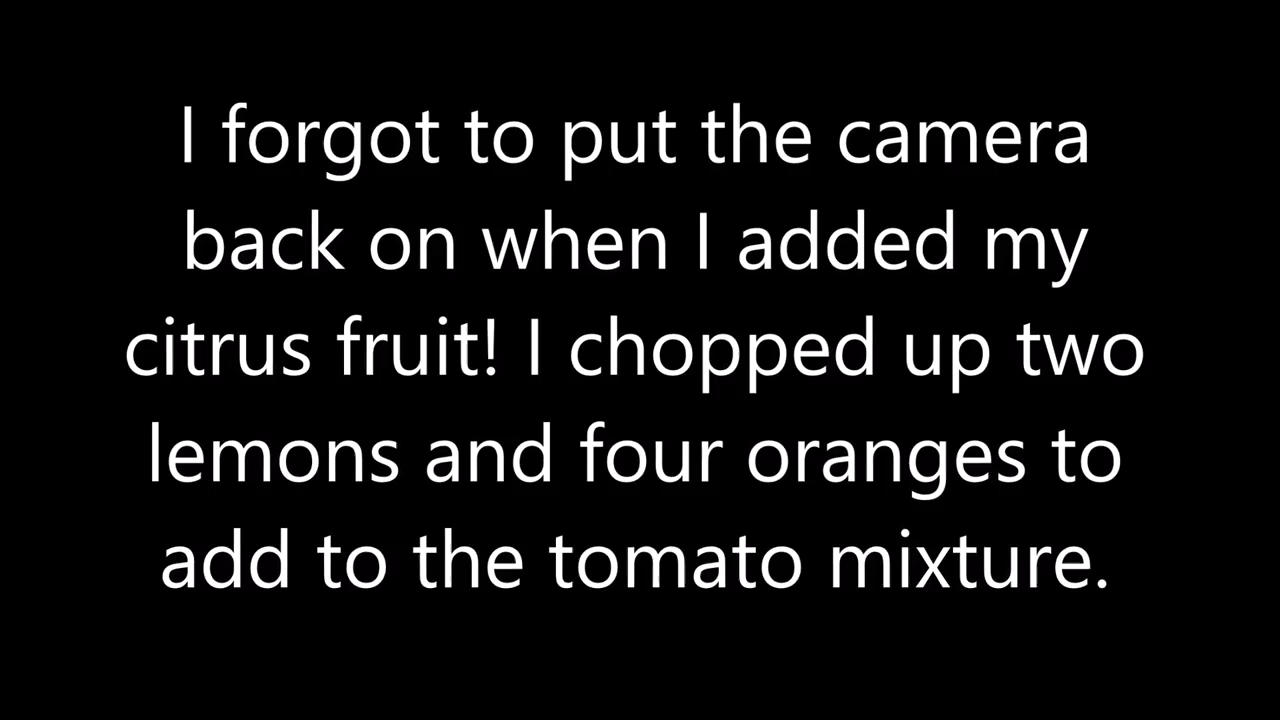 I forgot to put the camera
back on when I added my
citrus fruit! I chopped up two
lemons and four oranges to
add to the tomato mixture.